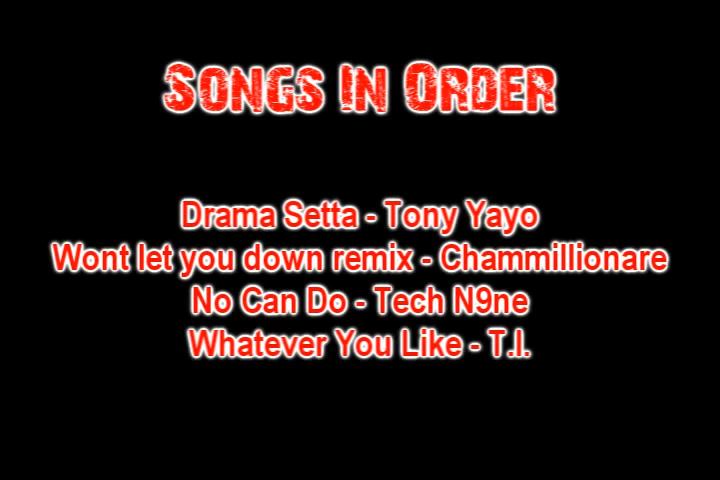 Songs In Order
Drama Setta - Tony Yayo
Wont let you down remix - Chammillionare
No Can Do - Tech N9ne
Whatever You Like - T.I.